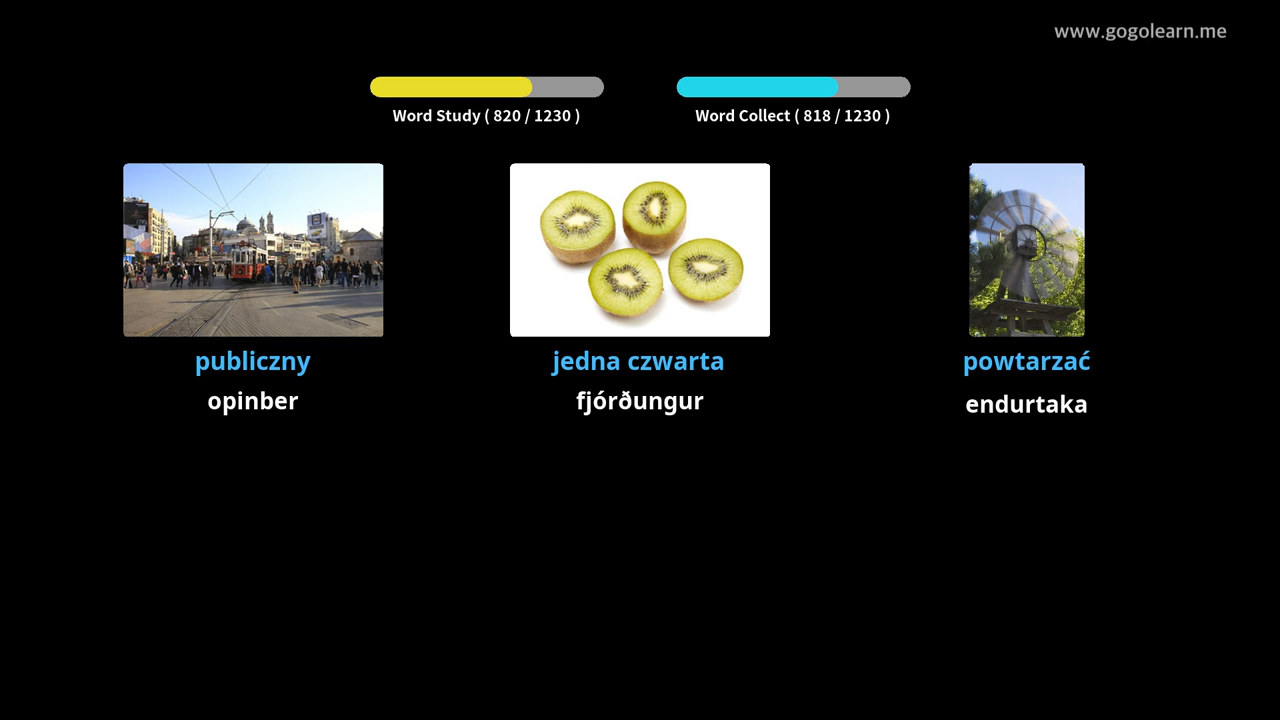 www.gogolearn.me
Word Study ( 820 / 1230 )
Word Collect ( 818 / 1230 )
publiczny
opinber
jedna czwarta
fjórðungur
powtarzać
endurtaka